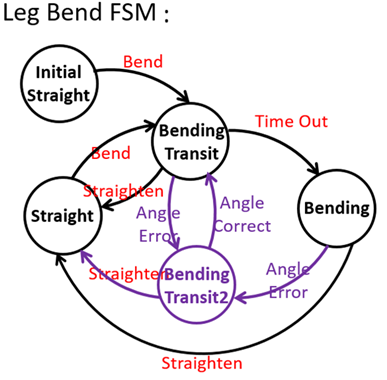 Leg Bend FSM :
Initial
Straight
Bend
Bending
Transit
Time Out
Bend
Straighten
Straight
Angle
Error
Angle
Correct
Bending
Straighten
Bending
Transit2
Angle
Error
Straighten